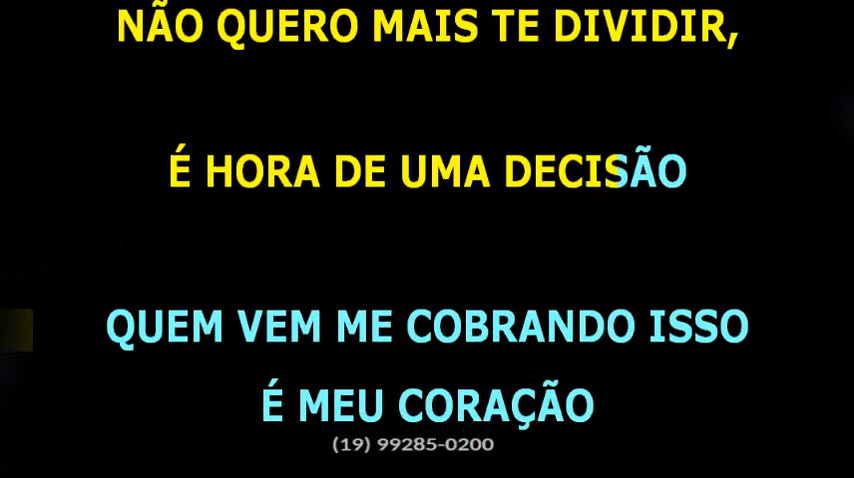 NÃO QUERO MAIS TE DIVIDIR,
É HORA DE UMA DECISÃO
QUEM VEM ME COBRANDO ISSO
É MEU CORAÇÃO
(19) 99285-0200